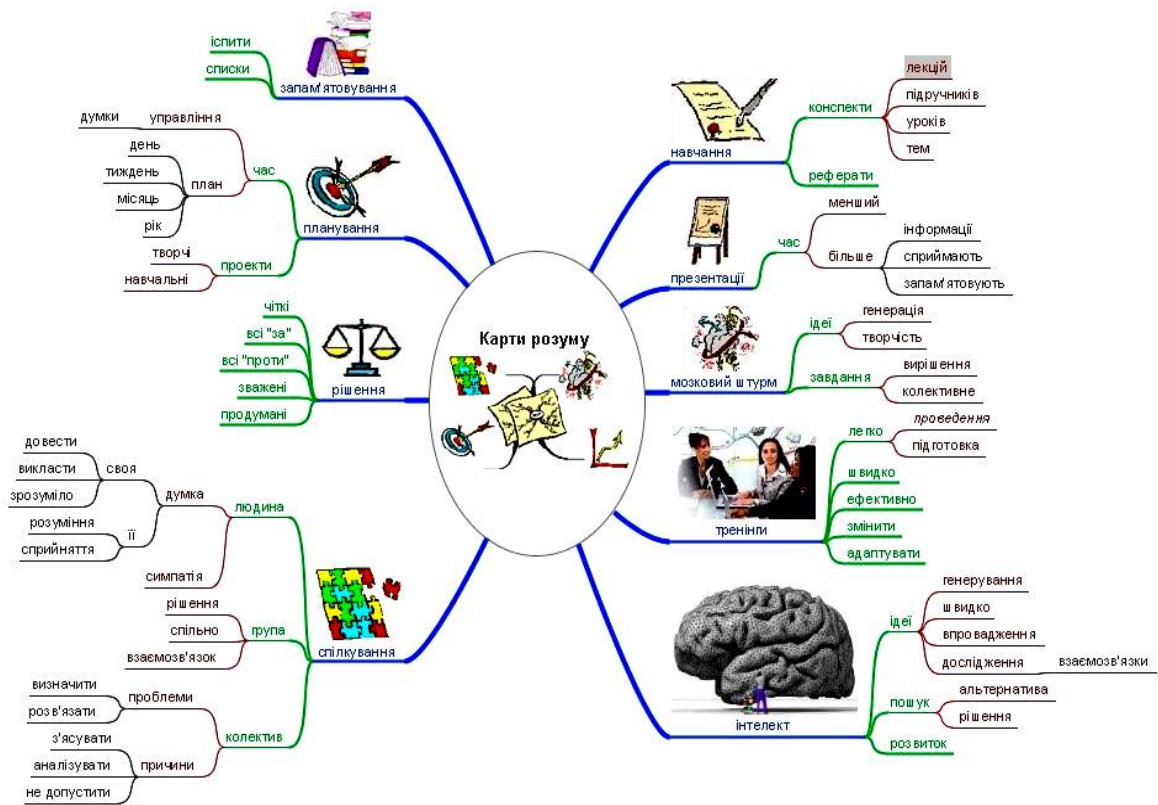 Карти розуму
запам'ятовування
іспити
списки
планування
час
управління
думки
план
день
тиждень
місяць
рік
проекти
творчі
навчальні
рішення
чіткі
всі "за"
всі "проти"
зважені
продумані
спілкування
людина
думка
своя
довести
викласти
зрозуміло
її
розуміння
сприйняття
симпатія
група
рішення
спільно
взаємозв'язок
колектив
проблеми
визначити
розв'язати
причини
з'ясувати
аналізувати
не допустити
навчання
конспекти
лекцій
підручників
уроків
тем
реферати
презентації
час
менший
більше
інформації
сприймають
запам'ятовують
мозковий штурм
ідеї
генерація
творчість
завдання
вирішення
колективне
тренінги
легко
проведення
підготовка
швидко
ефективно
змінити
адаптувати
інтелект
ідеї
генерування
швидко
впровадження
дослідження
взаємозв'язки
пошук
альтернатива
рішення
розвиток